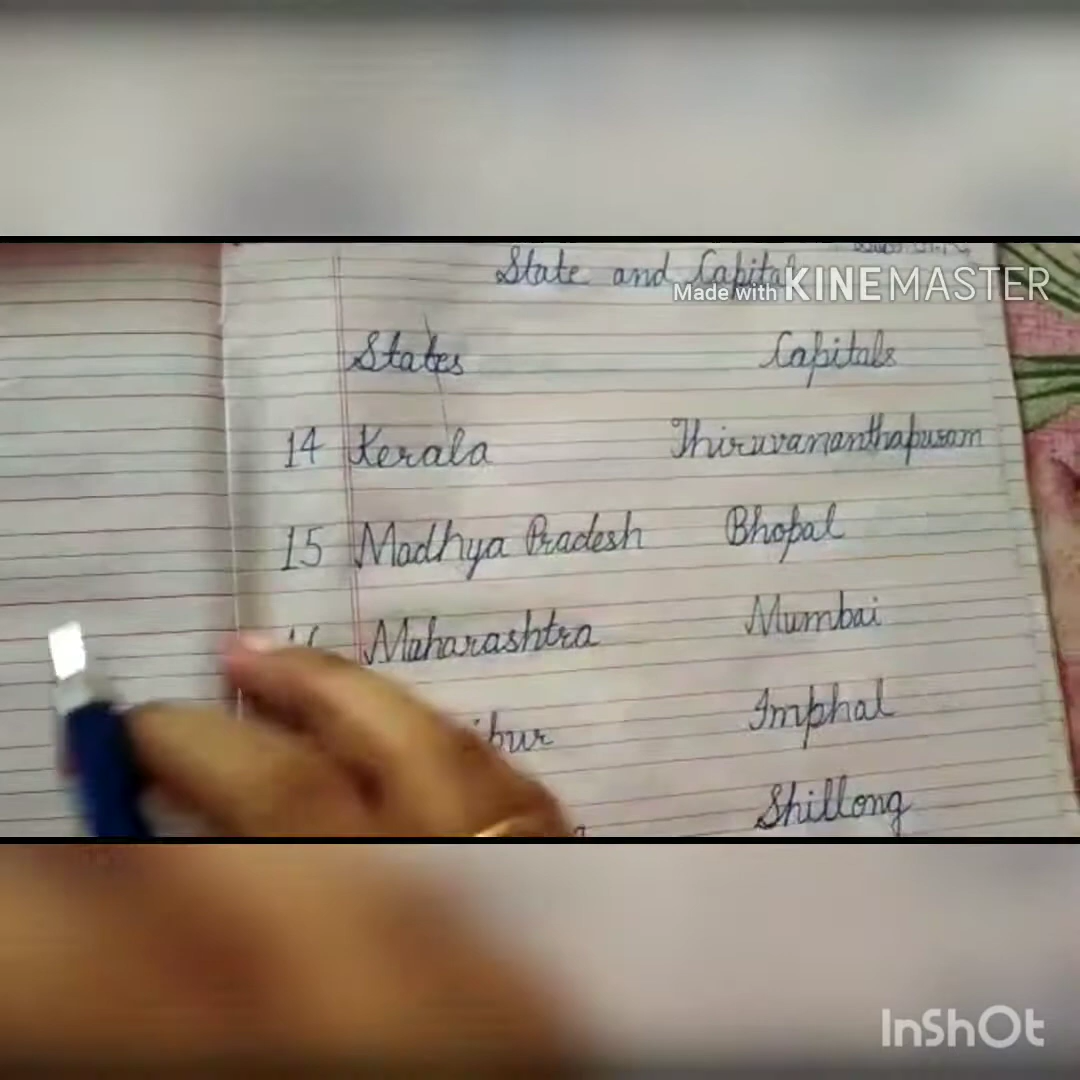 State and Capital
Made with KINEMASTER
States Capitals
14 Kerala Thiruvananthapuram
15 Madhya Pradesh Bhopal
Maharashtra Mumbai
Imphal
Shillong
InShOt